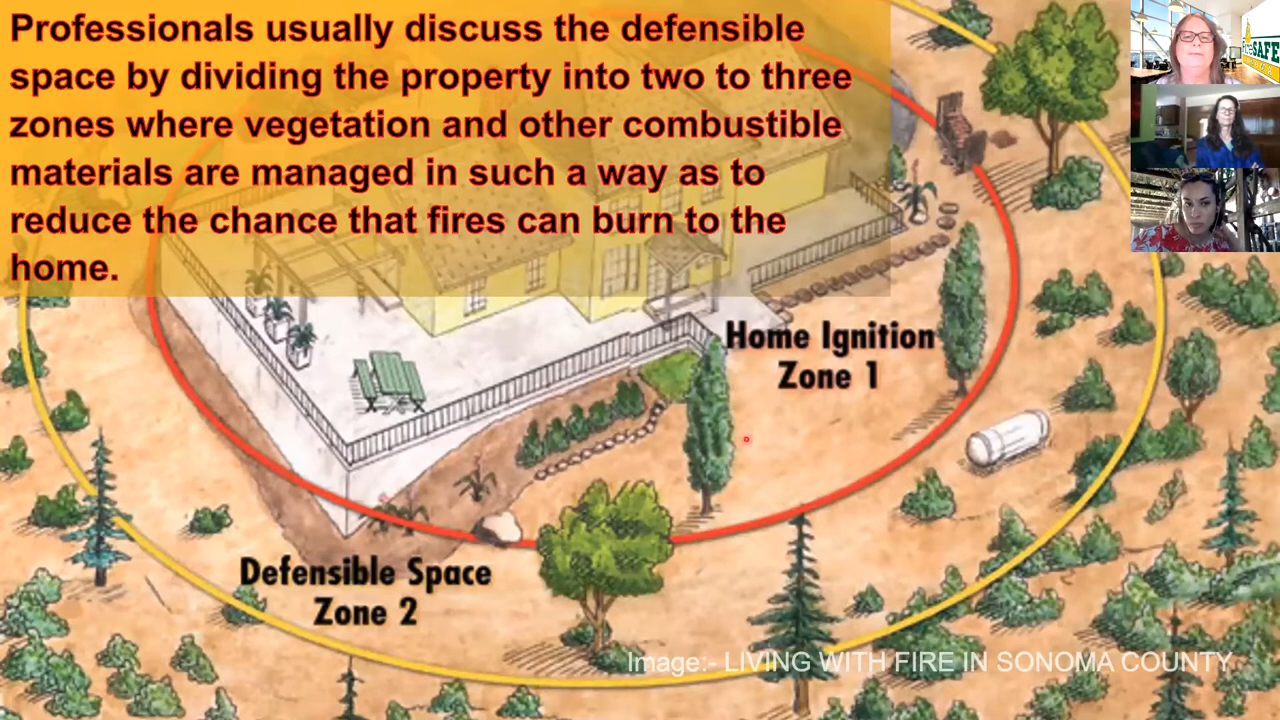 Professionals usually discuss the defensible
space by dividing the property into two to three
zones where vegetation and other combustible
materials are managed in such a way as to
reduce the chance that fires can burn to the
home.
SAFE
Home Ignition
Zone 1
Defensible Space
Zone 2
Image:- LIVING WITH FIRE IN SONOMA COUNTY